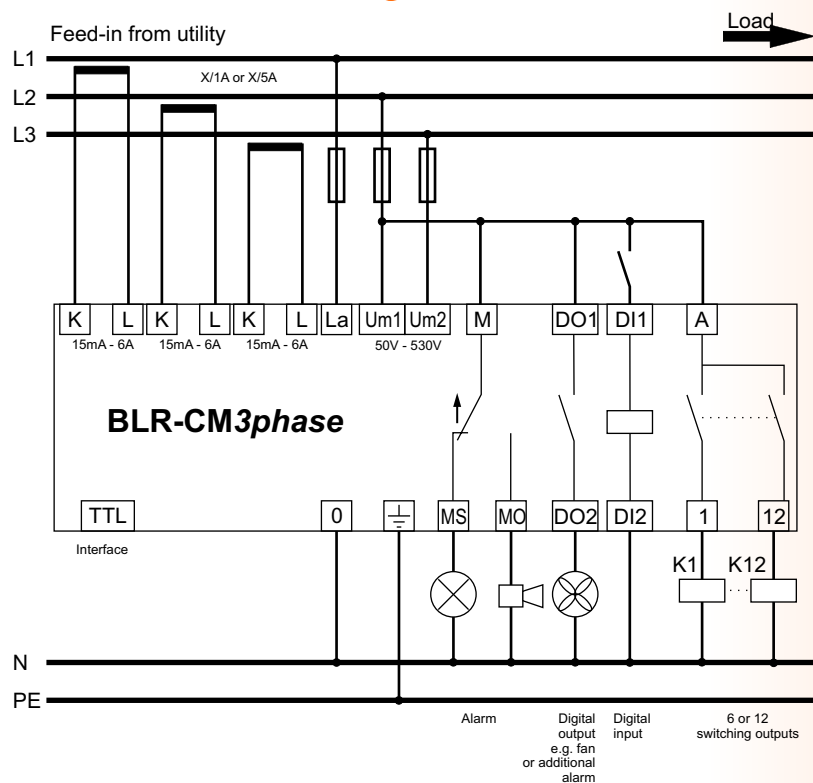 Feed-in from utility
Load
L1
X/1A or X/5A
L2
L3
K L K L K L La Um1 Um2 M DO1 DI1 A
15mA - 6A 15mA - 6A 15mA - 6A 50V - 530V
BLR-CM3phase
TTL 0 MS MO DO2 DI2 1 12
Interface
K1 K12
N
PE
Alarm
Digital
output
e.g. fan
or additional
alarm
Digital
input
6 or 12
switching outputs